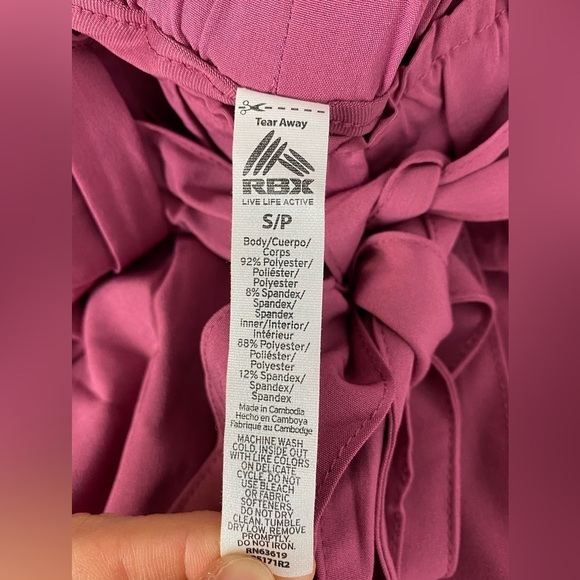 Tear Away
RBX
LIVE LIFE ACTIVE
S/P
Body/Cuerpo/
Corps
92% Polyester/
Poliéster/
Polyester
8% Spandex/
Spandex/
Spandex
Inner/Interior/
Intérieur
88% Polyester/
Poliéster/
Polyester
12% Spandex/
Spandex/
Spandex
Made in Cambodia
Hecho en Camboya
Fabriqué au Cambodge
MACHINE WASH
COLD, INSIDE OUT
WITH LIKE COLORS
ON DELICATE
CYCLE. DO NOT
USE BLEACH
OR FABRIC
SOFTENERS.
DO NOT DRY
CLEAN. TUMBLE
DRY LOW, REMOVE
PROMPTLY.
DO NOT IRON.
RN63619